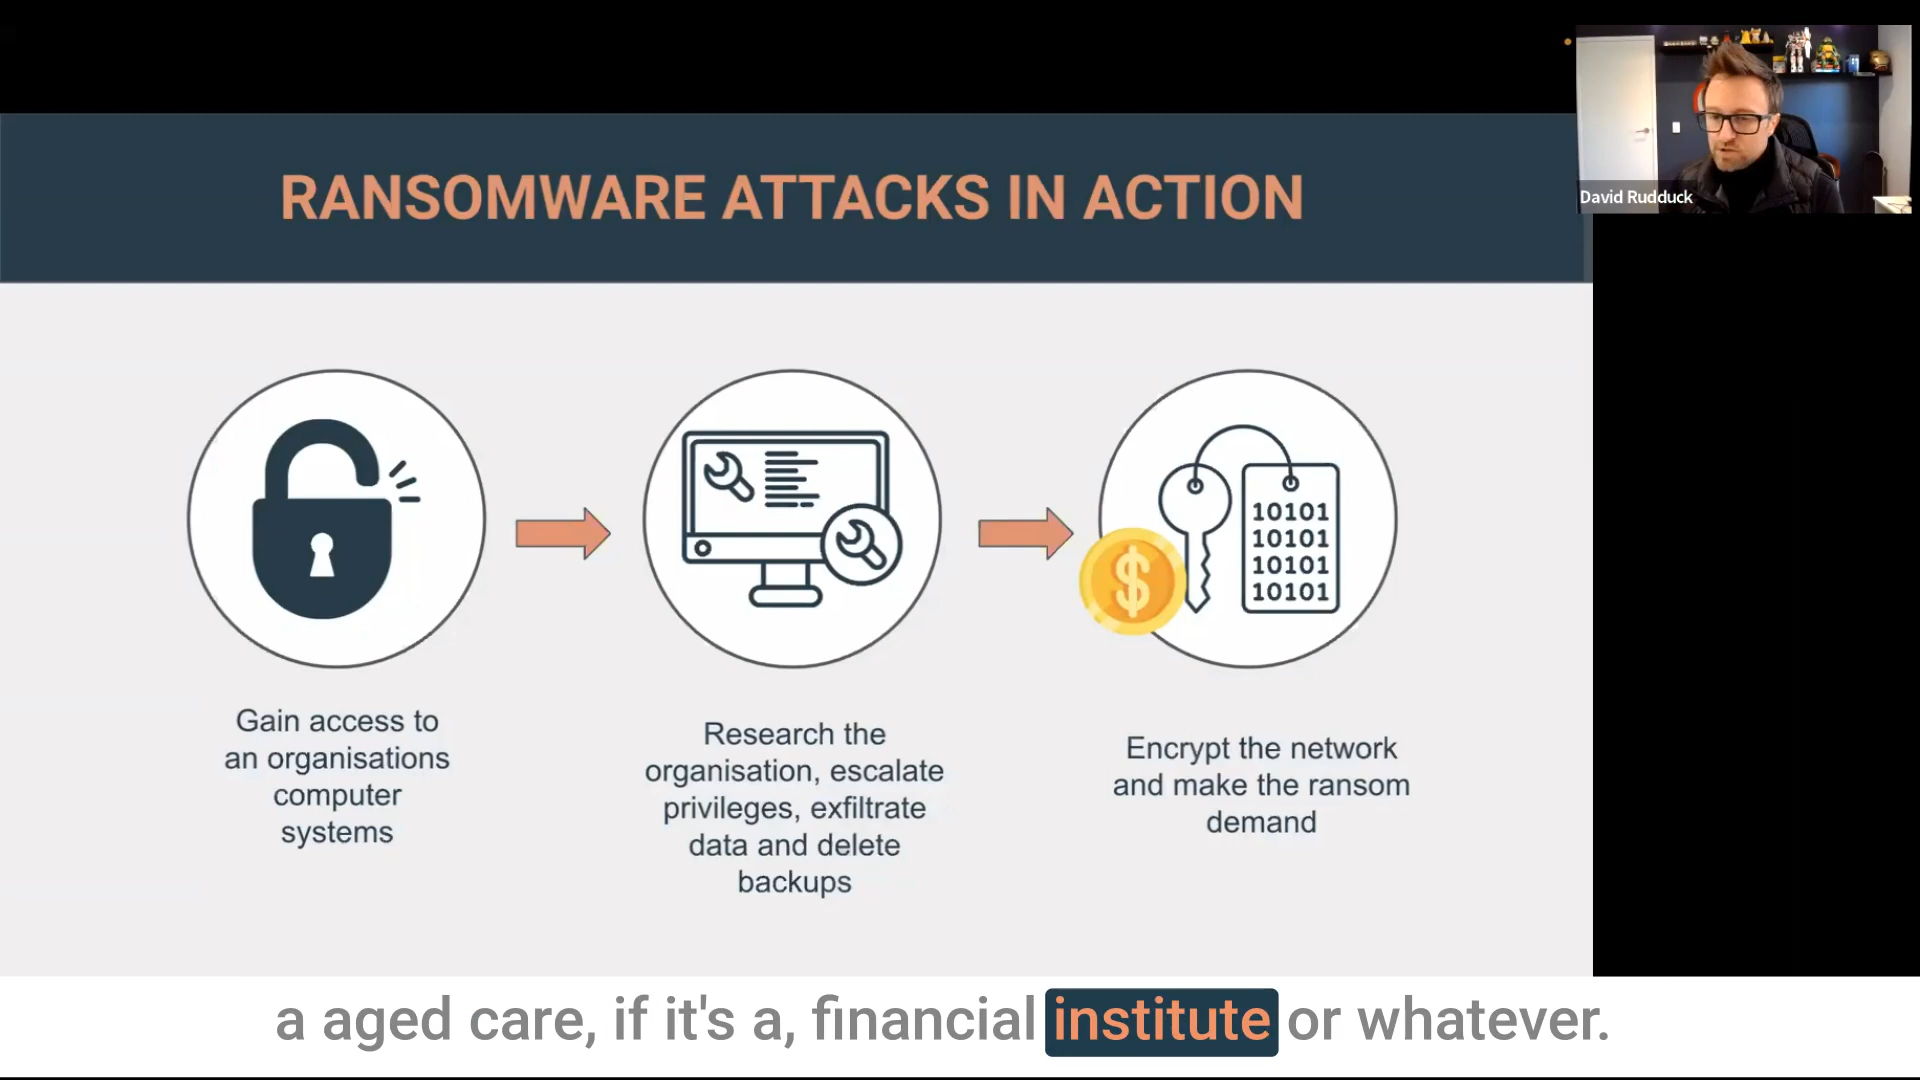 RANSOMWARE ATTACKS IN ACTION
David Rudduck
10101
10101
10101
10101
Gain access to
an organisations
computer
systems
Research the
organisation, escalate
privileges, exfiltrate
data and delete
backups
Encrypt the network
and make the ransom
demand
a aged care, if it's a, financial institute or whatever.